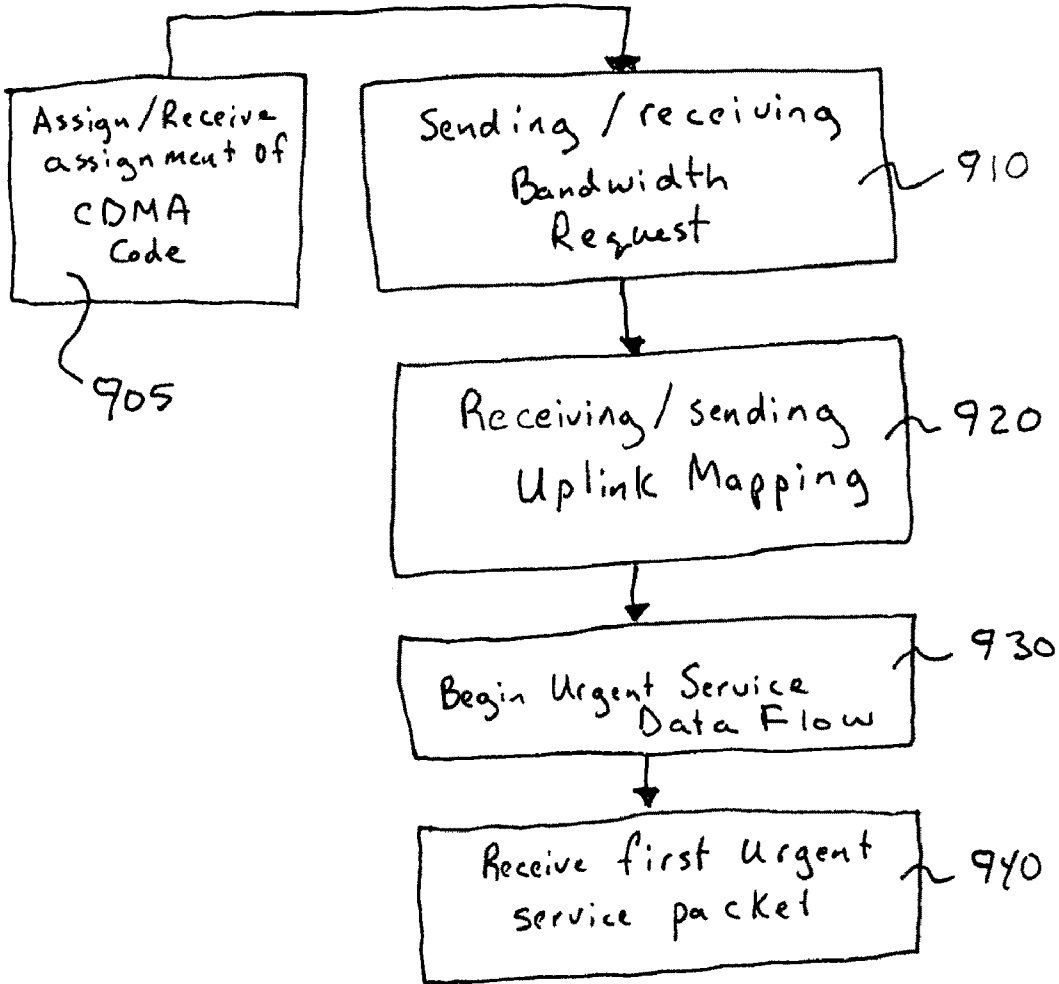 Assign/Receive
assignment of
CDMA
Code
905
Sending/receiving
Bandwidth
Request
910
Receiving/sending
Uplink Mapping
920
Begin Urgent Service
Data Flow
930
Receive first Urgent
service packet
940